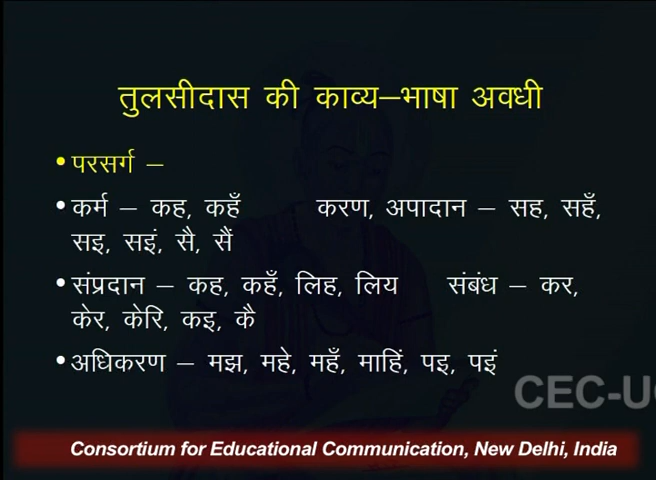 तुलसीदास की काव्य–भाषा अवधी
• परसर्ग –
• कर्म – कह, कहँ करण, अपादान – सह, सहँ,
सइ, सइं, सै, सैं
• संप्रदान – कह, कहँ, लिह, लिय संबंध – कर,
केर, केरि, कइ, कै
• अधिकरण – मझ, महे, महँ, माहिं, पइ, पइं
CEC-U
Consortium for Educational Communication, New Delhi, India